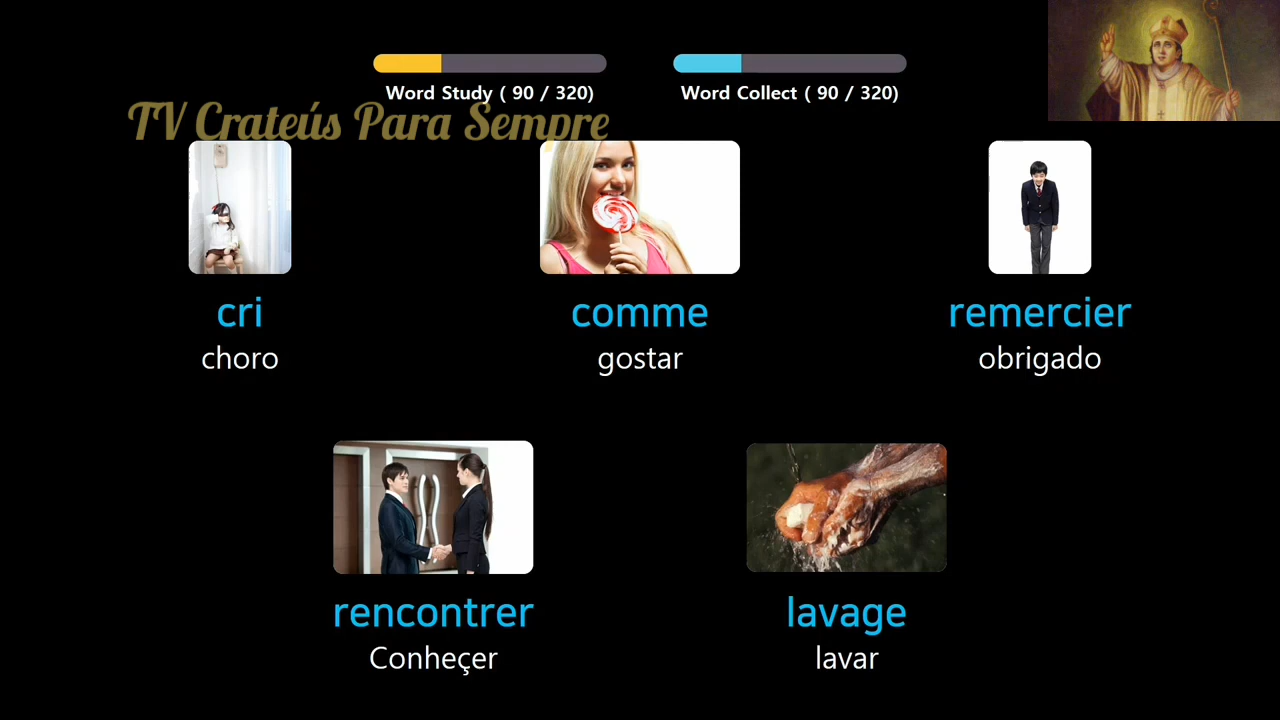 Word Study ( 90 / 320)
Word Collect ( 90 / 320)
TV Crateús Para Sempre
cri
choro
comme
gostar
remercier
obrigado
rencontrer
Conheçer
lavage
lavar